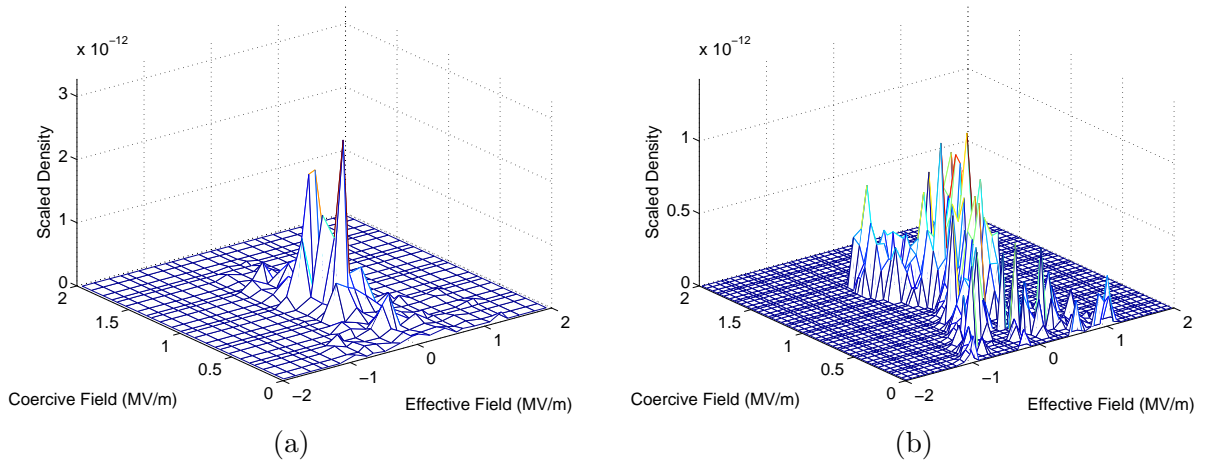 x 10⁻¹²
3
2
1
0
Scaled Density
2
1.5
1
0.5
0
Coercive Field (MV/m)
−2
−1
0
1
2
Effective Field (MV/m)
(a)
x 10⁻¹²
1
0.5
0
Scaled Density
2
1.5
1
0.5
0
Coercive Field (MV/m)
−2
−1
0
1
2
Effective Field (MV/m)
(b)